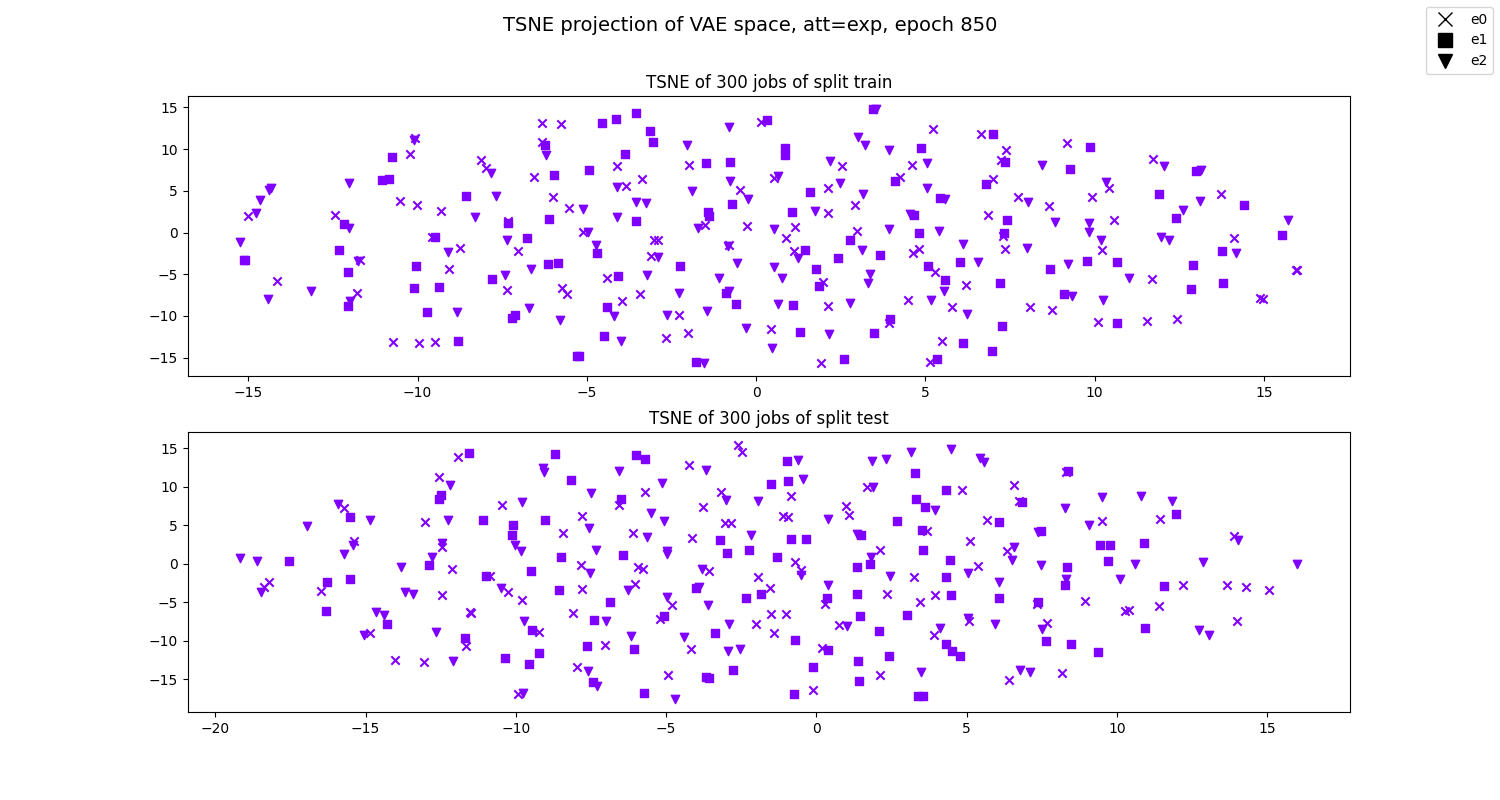 TSNE projection of VAE space, att=exp, epoch 850
e0
e1
e2
TSNE of 300 jobs of split train
15
10
5
0
−5
−10
−15
−15 −10 −5 0 5 10 15
TSNE of 300 jobs of split test
15
10
5
0
−5
−10
−15
−20 −15 −10 −5 0 5 10 15